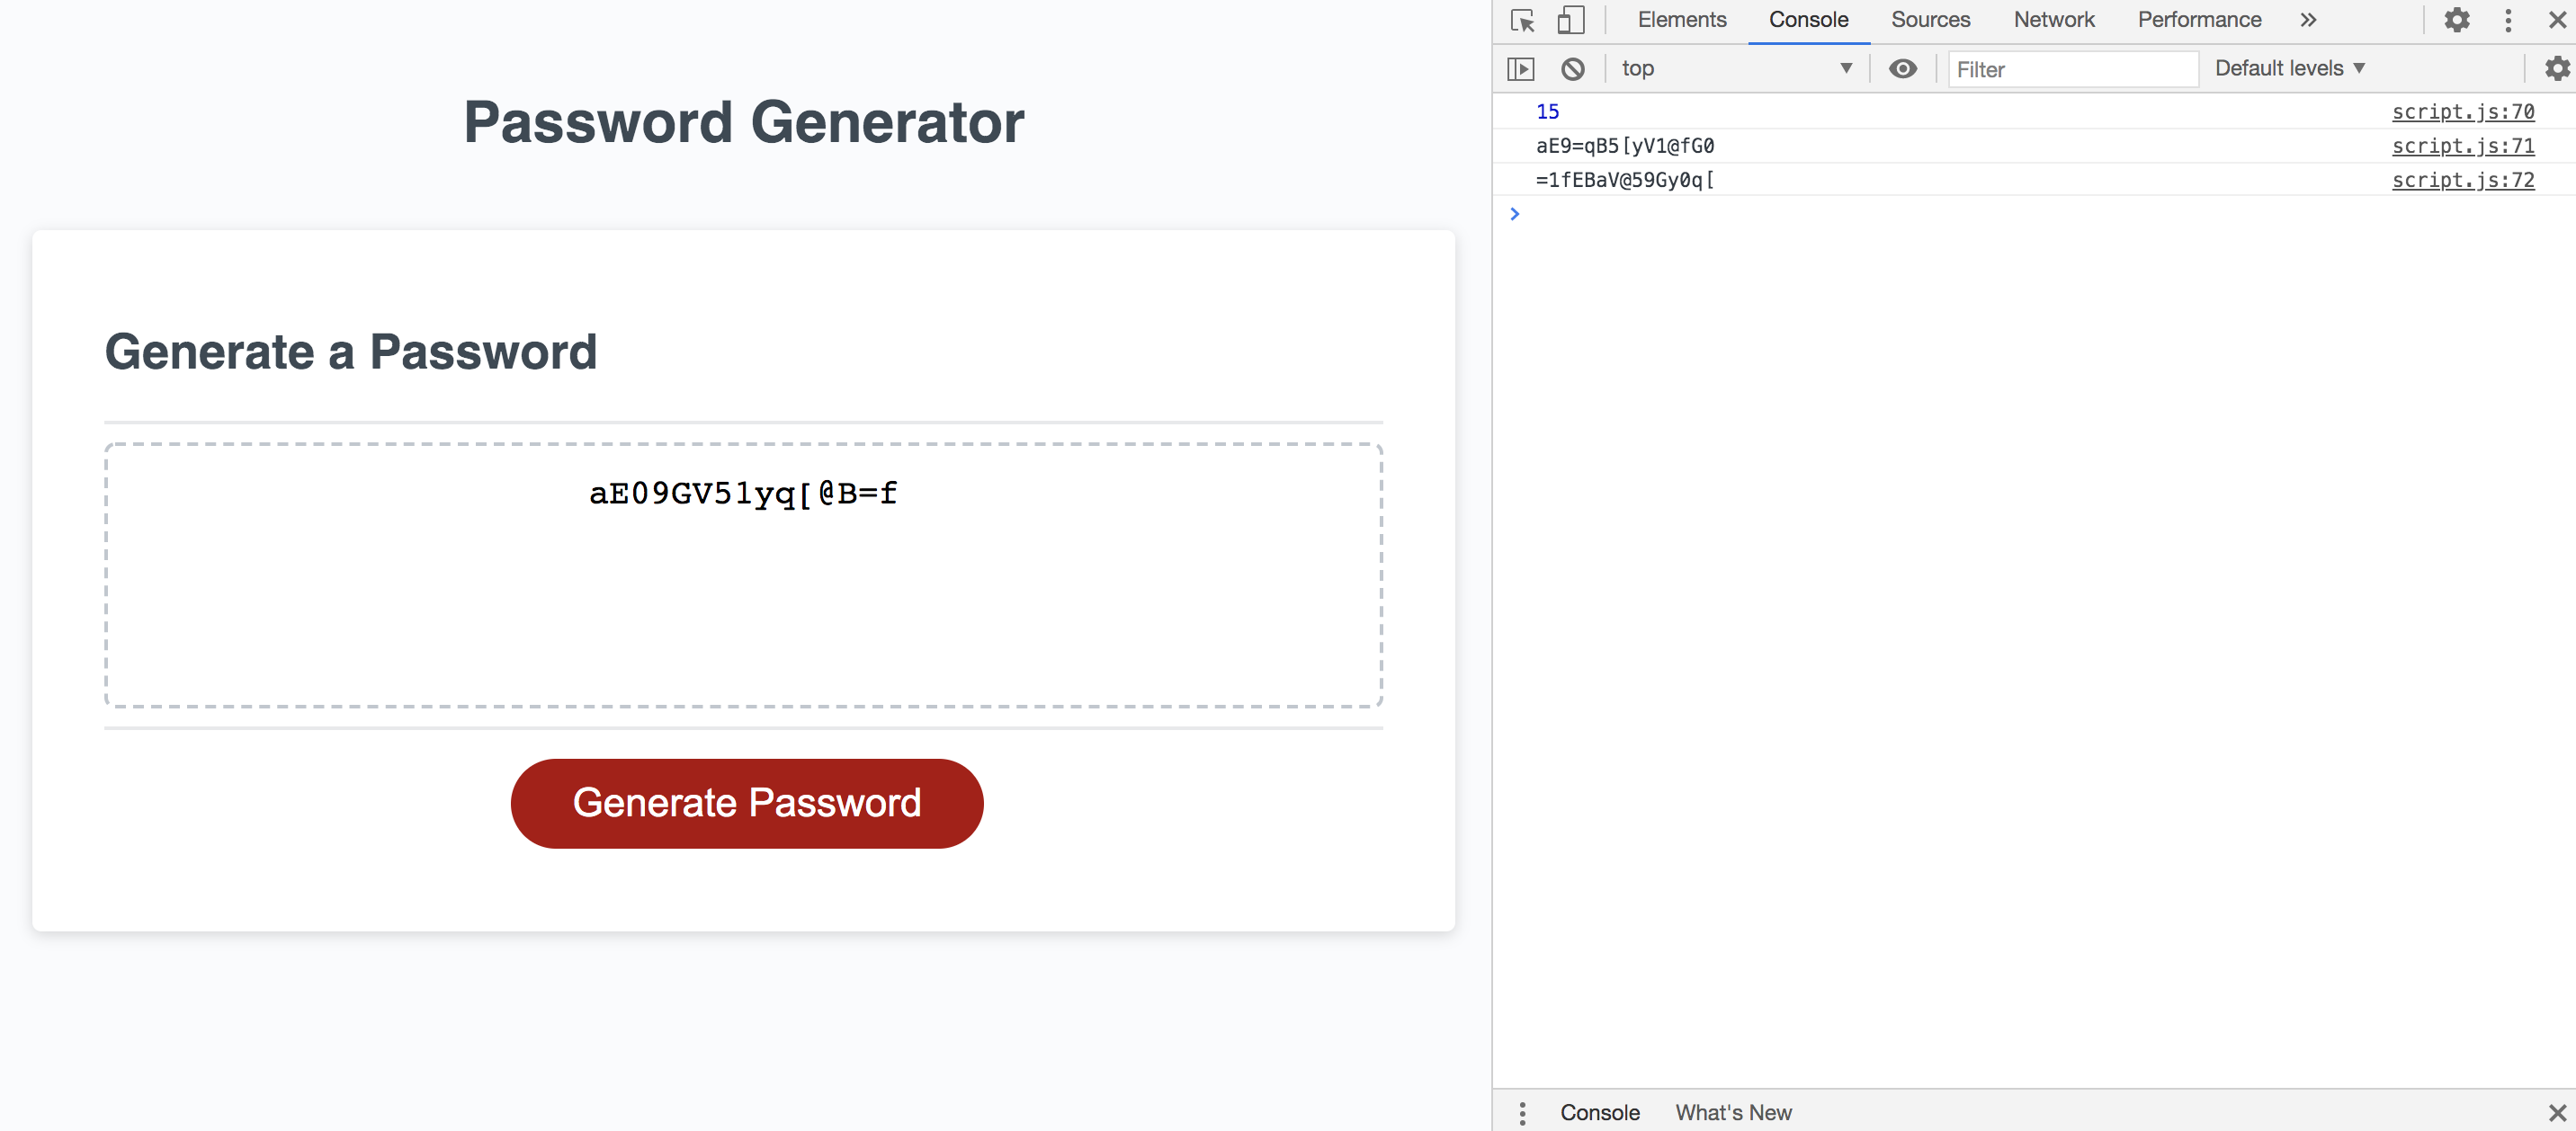 Password Generator
Generate a Password
aE09GV51yq[@B=f
Generate Password
Elements Console Sources Network Performance »
top Filter Default levels
15 script.js:70
aE9=qB5[yV1@fG0 script.js:71
=1fEBaV@59Gy0q[ script.js:72
Console What's New